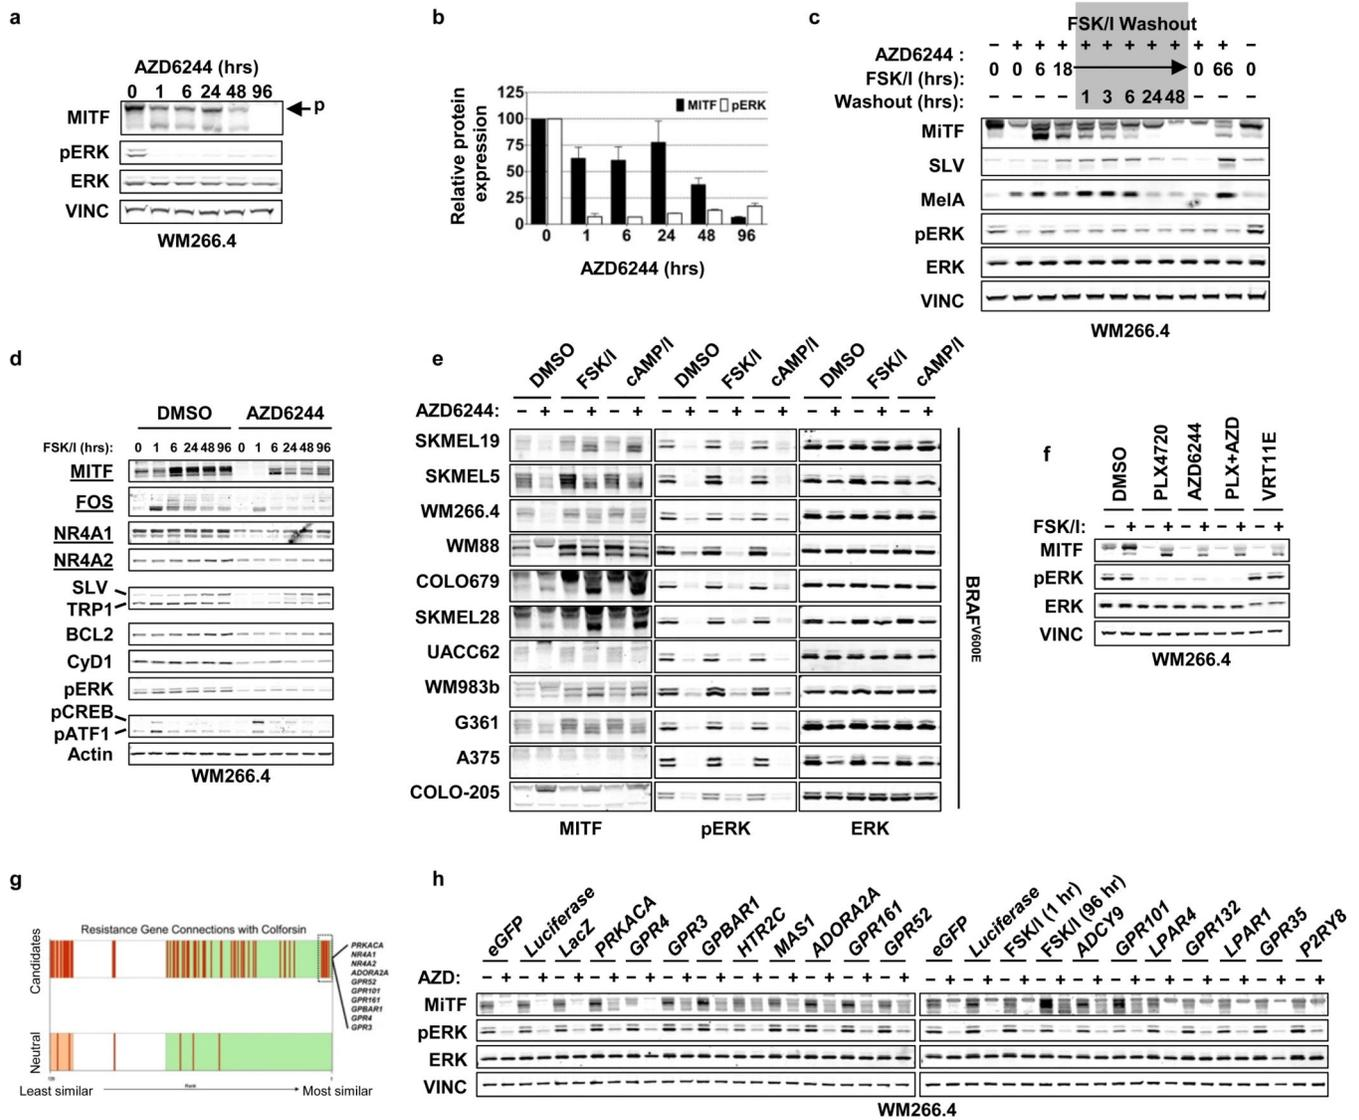 a
AZD6244 (hrs)
0 1 6 24 48 96
MITF
p
pERK
ERK
VINC
WM266.4
b
Relative protein
expression
125
100
75
50
25
0
MITF pERK
0 1 6 24 48 96
AZD6244 (hrs)
c
FSK/I Washout
AZD6244 : − + + + + + + + + + + −
FSK/I (hrs): 0 0 6 18 0 66 0
Washout (hrs): − − − − 1 3 6 24 48 − − −
MiTF
SLV
MelA
pERK
ERK
VINC
WM266.4
d
DMSO AZD6244
FSK/I (hrs): 0 1 6 24 48 96 0 1 6 24 48 96
MITF
FOS
NR4A1
NR4A2
SLV
TRP1
BCL2
CyD1
pERK
pCREB
pATF1
Actin
WM266.4
e
DMSO FSK/I cAMP/I DMSO FSK/I cAMP/I DMSO FSK/I cAMP/I
AZD6244: − + − + − + − + − + − + − + − + − +
SKMEL19
SKMEL5
WM266.4
WM88
COLO679
SKMEL28
UACC62
WM983b
G361
A375
COLO-205
MITF pERK ERK
BRAFV600E
f
DMSO PLX4720 AZD6244 PLX+AZD VRT11E
FSK/I: − + − + − + − + − +
MITF
pERK
ERK
VINC
WM266.4
g
Resistance Gene Connections with Colforsin
Candidates
Neutral
PRKACA
NR4A1
NR4A2
ADORA2A
GPR52
GPR101
GPR161
GPBAR1
GPR4
GPR3
Rank
Least similar Most similar
h
eGFP Luciferase LacZ PRKACA GPR4 GPR3 GPBAR1 HTR2C MAS1 ADORA2A GPR161 GPR52 eGFP Luciferase FSK/I (1 hr) FSK/I (96 hr) ADCY9 GPR101 LPAR4 GPR132 LPAR1 GPR35 P2RY8
AZD: − + − + − + − + − + − + − + − + − + − + − + − + − + − + − + − + − + − + − + − + − + − + − +
MiTF
pERK
ERK
VINC
WM266.4